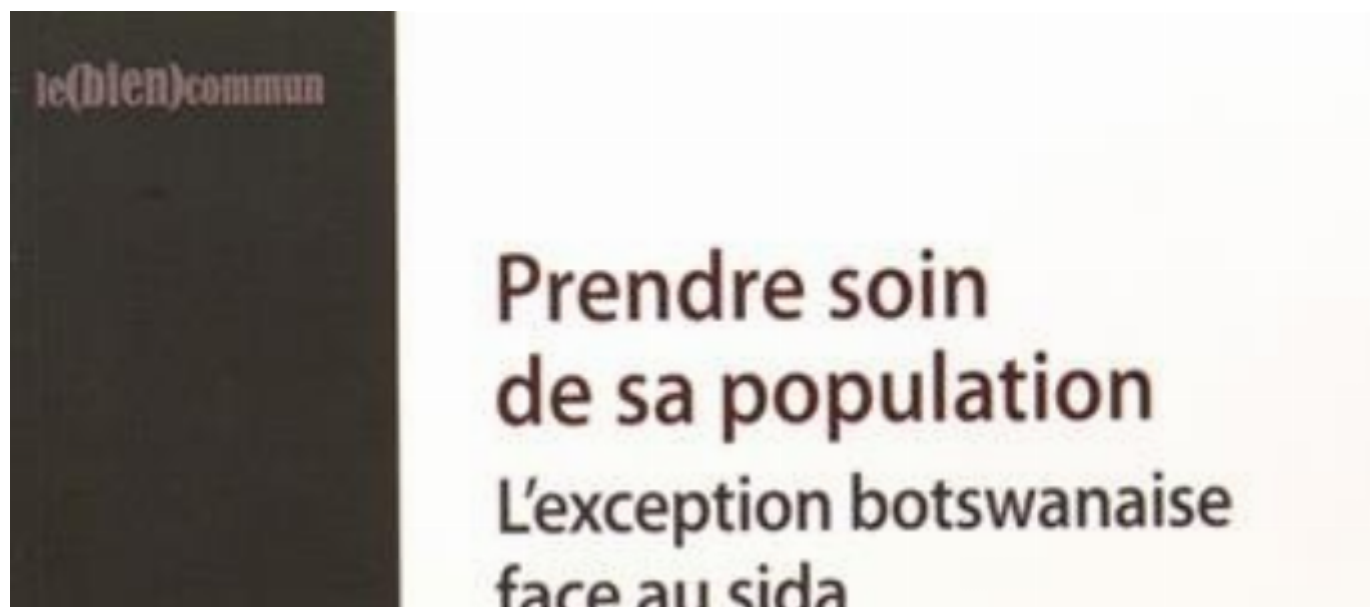 le(bien)commun
Prendre soin
de sa population
L'exception botswanaise
face au sida